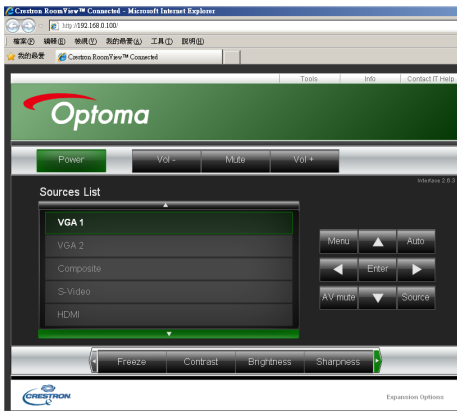 Crestron RoomView™ Connected - Microsoft Internet Explorer
http://192.168.0.100/
檔案(F) 編輯(E) 檢視(V) 我的最愛(A) 工具(T) 說明(H)
我的最愛 Crestron RoomView™ Connected
Tools Info Contact IT Help
Optoma
Power Vol - Mute Vol +
Interface 2.6.3
Sources List
VGA 1
VGA 2
Composite
S-Video
HDMI
Menu Auto
Enter
AV mute Source
Freeze Contrast Brightness Sharpness
CRESTRON
Expansion Options